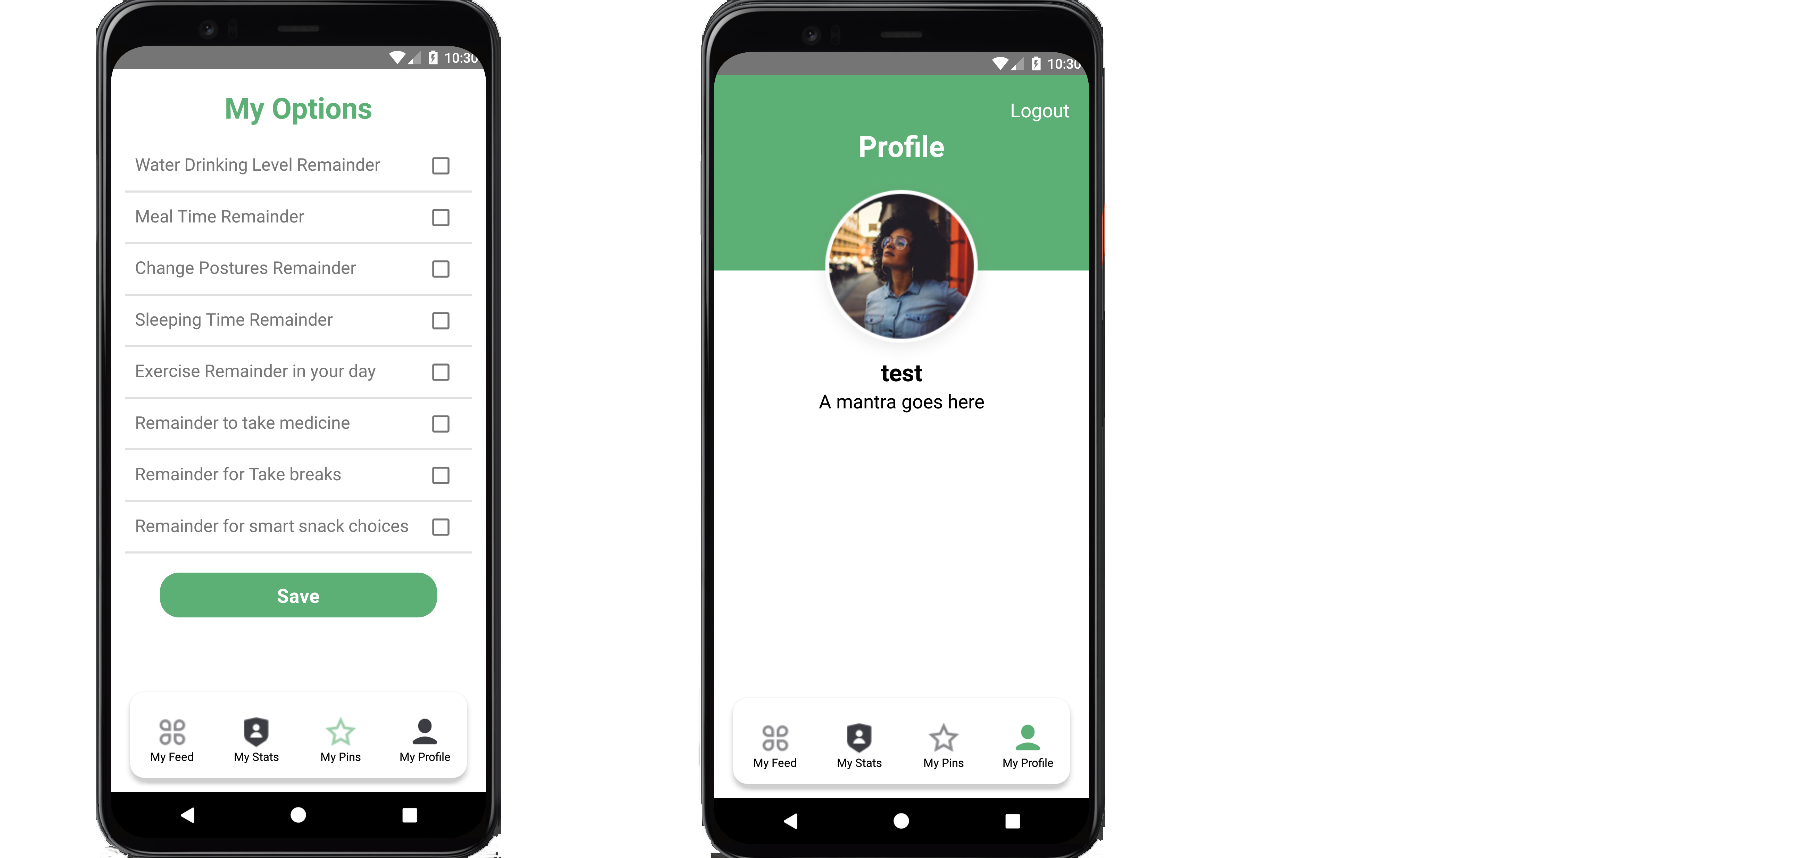 10:30
My Options
Water Drinking Level Remainder
Meal Time Remainder
Change Postures Remainder
Sleeping Time Remainder
Exercise Remainder in your day
Remainder to take medicine
Remainder for Take breaks
Remainder for smart snack choices
Save
My Feed My Stats My Pins My Profile
10:30
Logout
Profile
test
A mantra goes here
My Feed My Stats My Pins My Profile